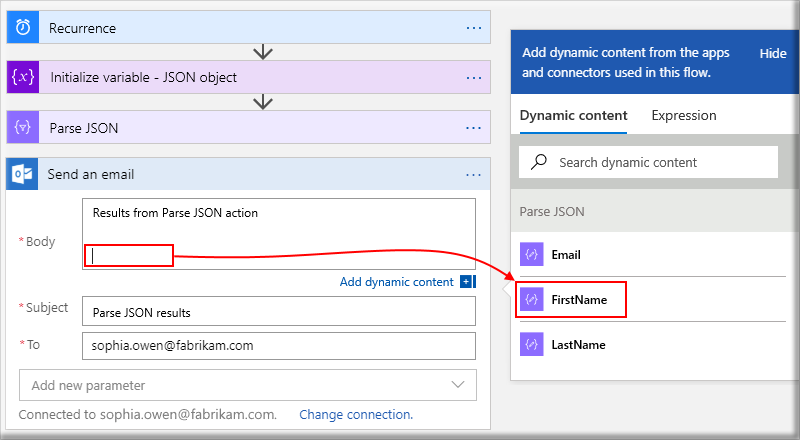 Recurrence
Initialize variable - JSON object
Parse JSON
Send an email
Results from Parse JSON action
*Body
Add dynamic content
*Subject
Parse JSON results
*To
sophia.owen@fabrikam.com
Add new parameter
Connected to sophia.owen@fabrikam.com. Change connection.
Add dynamic content from the apps
and connectors used in this flow.
Hide
Dynamic content Expression
Search dynamic content
Parse JSON
Email
FirstName
LastName